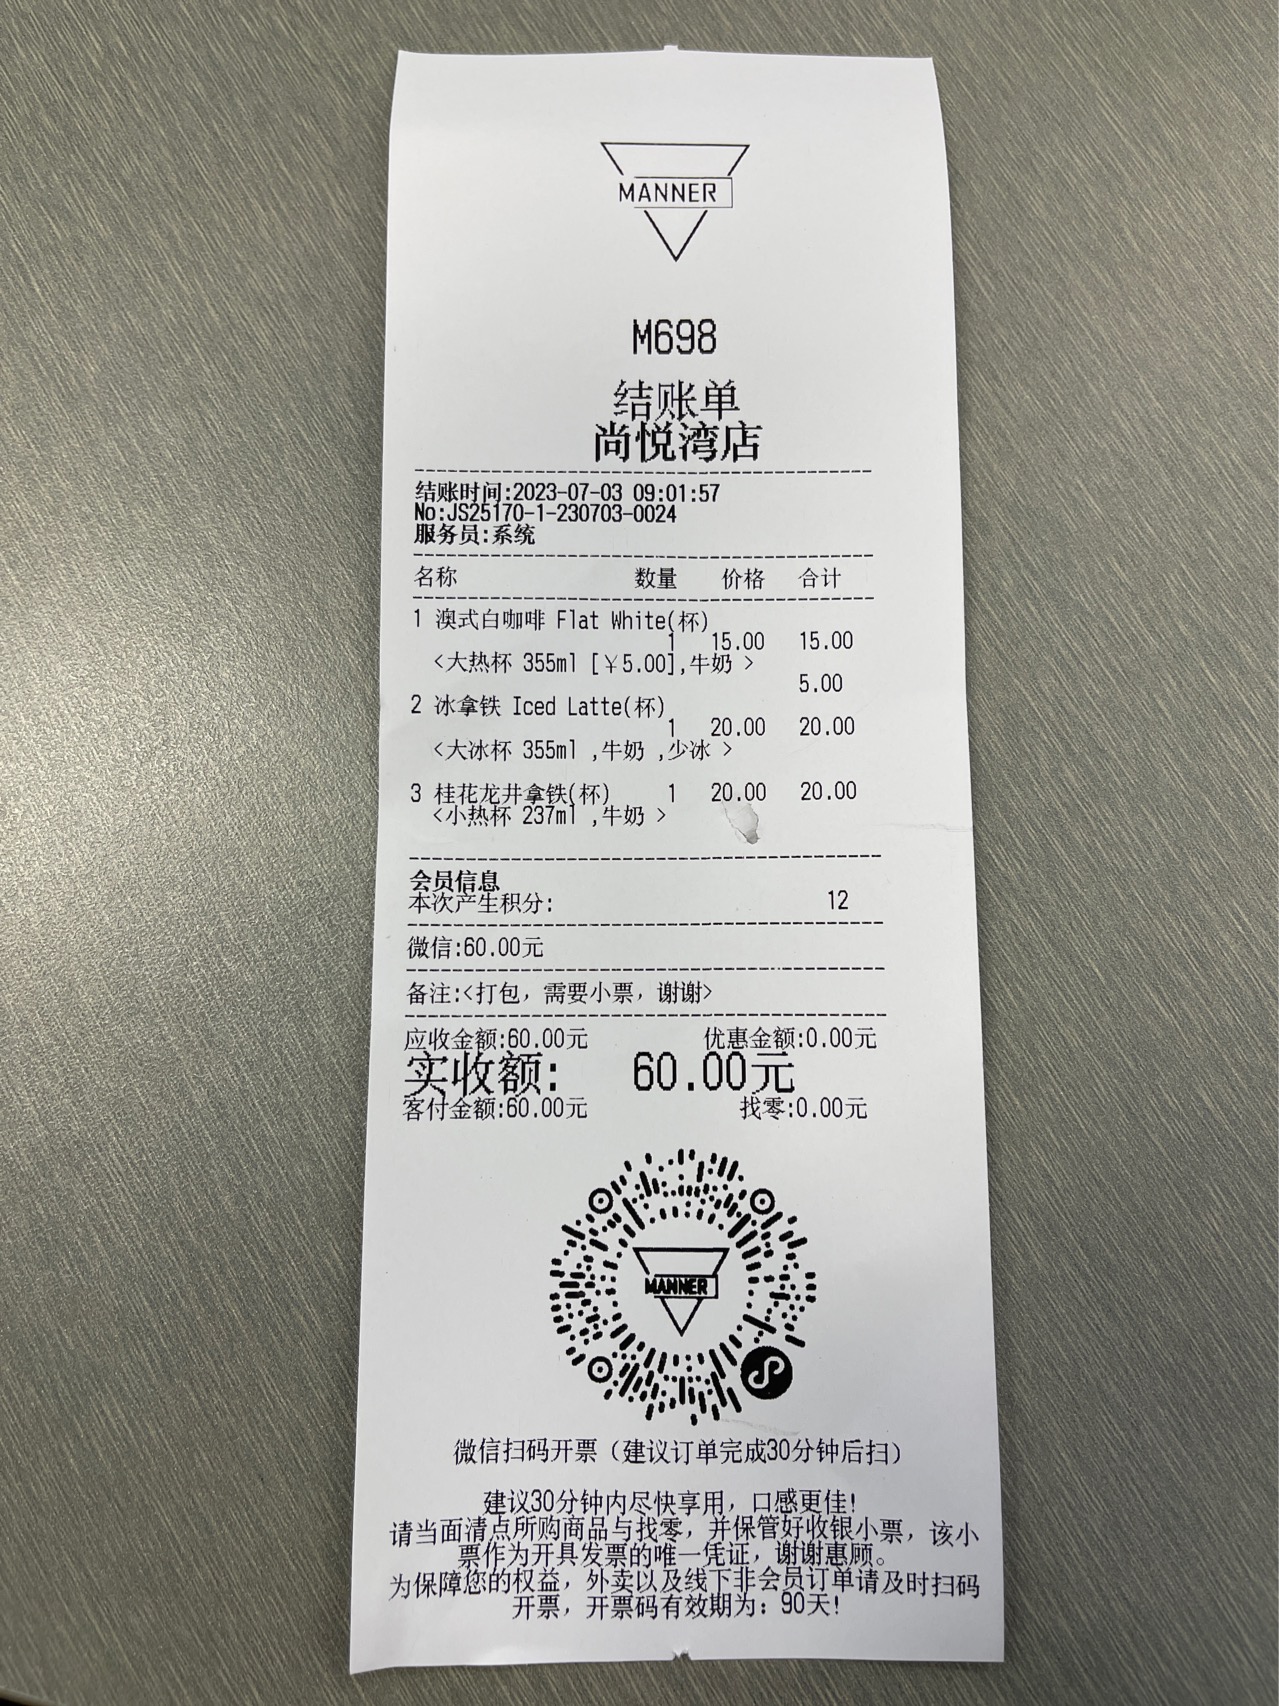 MANNER
M698
结账单
尚悦湾店
结账时间:2023-07-03 09:01:57
No:JS25170-1-230703-0024
服务员:系统
名称 数量 价格 合计
1 澳式白咖啡 Flat White(杯)
1 15.00 15.00
<大热杯 355ml [￥5.00],牛奶 >
5.00
2 冰拿铁 Iced Latte(杯)
1 20.00 20.00
<大冰杯 355ml ,牛奶 ,少冰 >
3 桂花龙井拿铁(杯) 1 20.00 20.00
<小热杯 237ml ,牛奶 >
会员信息
本次产生积分: 12
微信:60.00元
备注:<打包，需要小票，谢谢>
应收金额:60.00元 优惠金额:0.00元
实收额: 60.00元
客付金额:60.00元 找零:0.00元
MANNER
微信扫码开票（建议订单完成30分钟后扫）
建议30分钟内尽快享用，口感更佳!
请当面清点所购商品与找零，并保管好收银小票，该小
票作为开具发票的唯一凭证，谢谢惠顾。
为保障您的权益，外卖以及线下非会员订单请及时扫码
开票，开票码有效期为：90天!